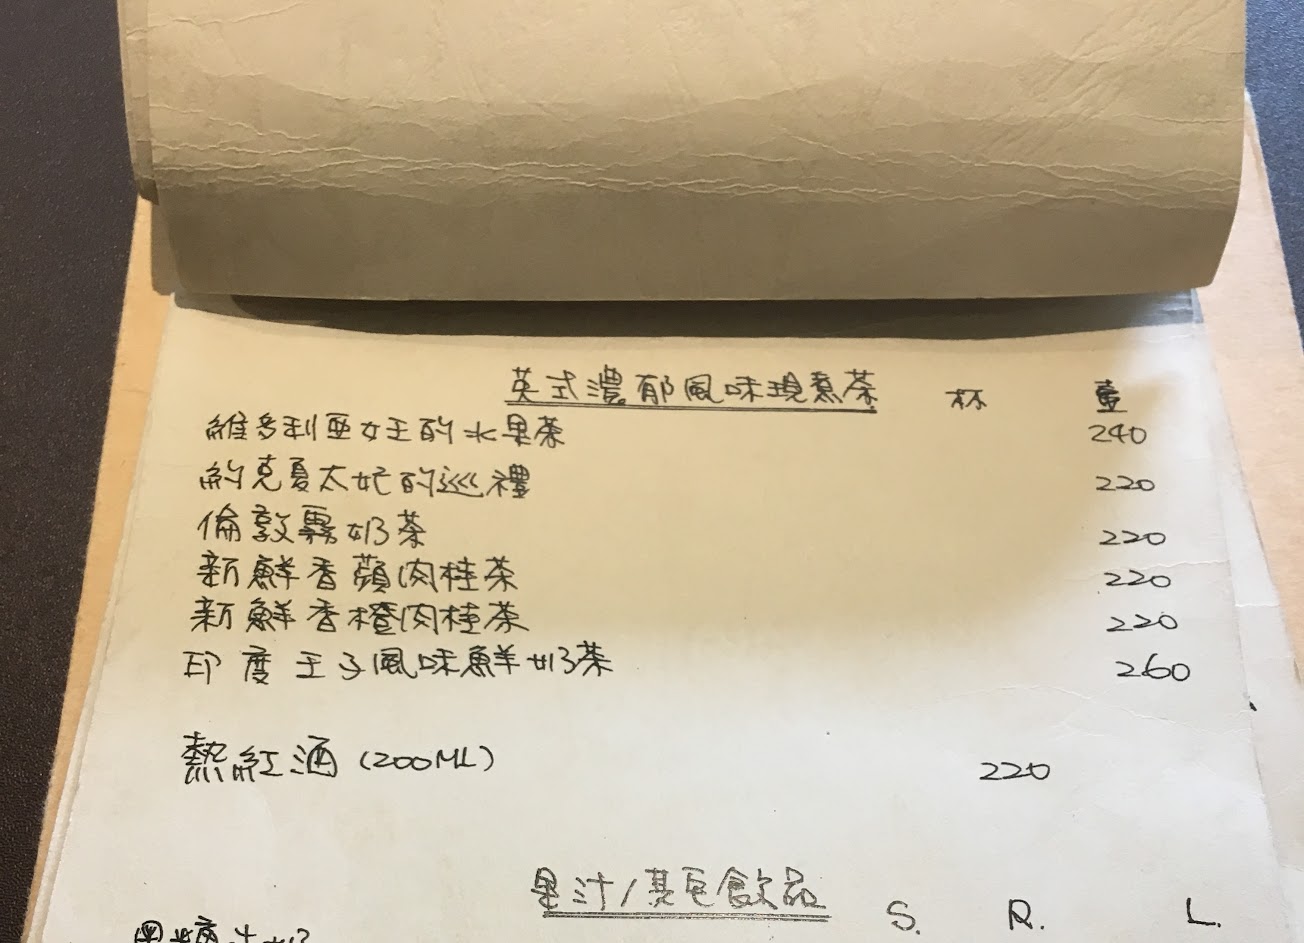 英式濃郁風味現煮茶 杯 壺
維多利亞女王的水果茶 240
約克夏太妃的巡禮 220
倫敦霧奶茶 220
新鮮香蘋肉桂茶 220
新鮮香橙肉桂茶 220
印度王子風味鮮奶茶 260
熱紅酒(200ML) 220
果汁/其它飲品 S. R. L.